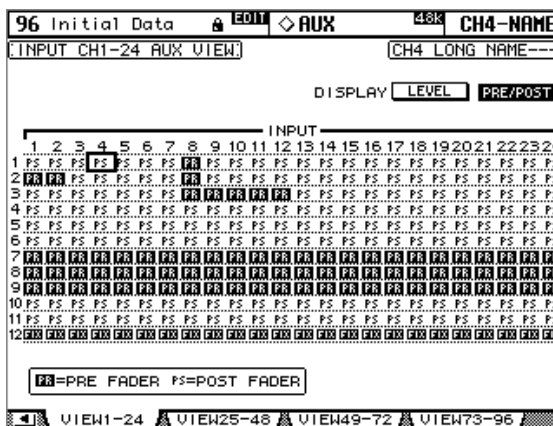 96 Initial Data EDIT ◇AUX 48K CH4-NAME
INPUT CH1-24 AUX VIEW CH4 LONG NAME---
DISPLAY LEVEL PRE/POST
INPUT
1 2 3 4 5 6 7 8 9 10 11 12 13 14 15 16 17 18 19 20 21 22 23 2
1 PS PS PS PS PS PS PS PR PS PS PS PS PS PS PS PS PS PS PS PS PS PS PS
2 PR PR PS PS PS PS PS PR PS PS PS PS PS PS PS PS PS PS PS PS PS PS PS
3 PS PS PS PS PS PS PS PR PR PR PR PR PS PS PS PS PS PS PS PS PS PS PS
4 PS PS PS PS PS PS PS PS PS PS PS PS PS PS PS PS PS PS PS PS PS PS PS
5 PS PS PS PS PS PS PS PS PS PS PS PS PS PS PS PS PS PS PS PS PS PS PS
6 PS PS PS PS PS PS PS PS PS PS PS PS PS PS PS PS PS PS PS PS PS PS PS
7 PR PR PR PR PR PR PR PR PR PR PR PR PR PR PR PR PR PR PR PR PR PR PR
8 PR PR PR PR PR PR PR PR PR PR PR PR PR PR PR PR PR PR PR PR PR PR PR
9 PR PR PR PR PR PR PR PR PR PR PR PR PR PR PR PR PR PR PR PR PR PR PR
10 PS PS PS PS PS PS PS PS PS PS PS PS PS PS PS PS PS PS PS PS PS PS PS
11 PS PS PS PS PS PS PS PS PS PS PS PS PS PS PS PS PS PS PS PS PS PS PS
12 FIX FIX FIX FIX FIX FIX FIX FIX FIX FIX FIX FIX FIX FIX FIX FIX FIX FIX FIX FIX FIX FIX FIX
PR=PRE FADER PS=POST FADER
VIEW1-24 VIEW25-48 VIEW49-72 VIEW73-96